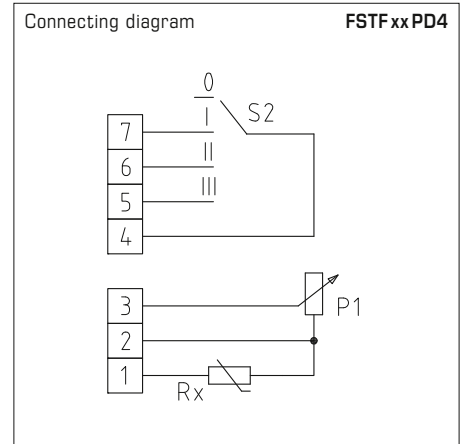 Connecting diagram FSTF xx PD4
0
I
II
III
S2
7
6
5
4
3
2
1
P1
Rx